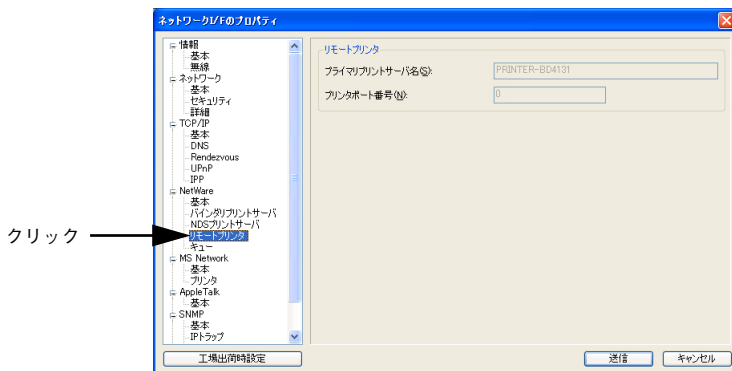 ネットワークI/Fのプロパティ
情報
基本
無線
ネットワーク
基本
セキュリティ
詳細
TCP/IP
基本
DNS
Rendezvous
UPnP
IPP
NetWare
基本
バインダリプリントサーバ
NDSプリントサーバ
リモートプリンタ
キュー
MS Network
基本
プリンタ
AppleTalk
基本
SNMP
基本
IPトラップ
リモートプリンタ
プライマリプリントサーバ名(S): PRINTER-BD4131
プリンタポート番号(N): 0
クリック
工場出荷時設定
送信
キャンセル